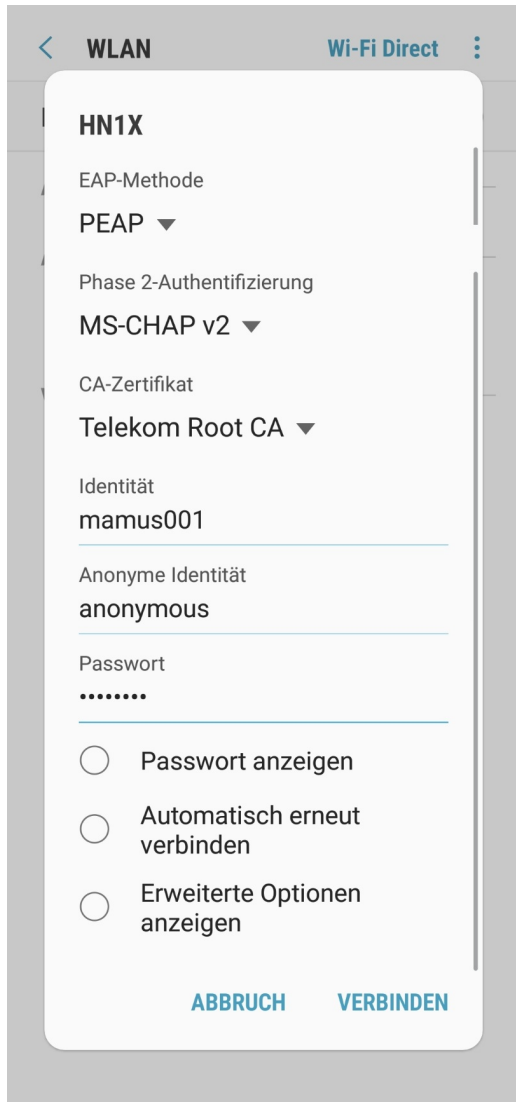 WLAN Wi-Fi Direct
HN1X
EAP-Methode
PEAP
Phase 2-Authentifizierung
MS-CHAP v2
CA-Zertifikat
Telekom Root CA
Identität
mamus001
Anonyme Identität
anonymous
Passwort
••••••••
Passwort anzeigen
Automatisch erneut
verbinden
Erweiterte Optionen
anzeigen
ABBRUCH VERBINDEN